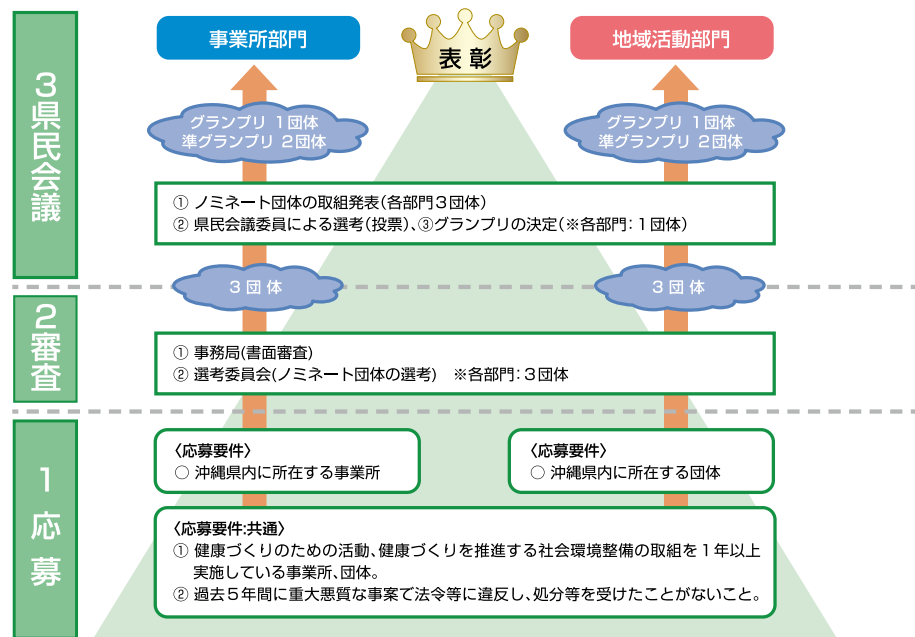 事業所部門
表彰
地域活動部門
3県民会議
グランプリ 1団体
準グランプリ 2団体
グランプリ 1団体
準グランプリ 2団体
① ノミネート団体の取組発表(各部門3団体)
② 県民会議委員による選考(投票)、③グランプリの決定(※各部門:1団体)
3団体
3団体
2審査
① 事務局(書面審査)
② 選考委員会(ノミネート団体の選考) ※各部門:3団体
1応募
〈応募要件〉
○ 沖縄県内に所在する事業所
〈応募要件〉
○ 沖縄県内に所在する団体
〈応募要件:共通〉
① 健康づくりのための活動、健康づくりを推進する社会環境整備の取組を1年以上
実施している事業所、団体。
② 過去5年間に重大悪質な事案で法令等に違反し、処分等を受けたことがないこと。